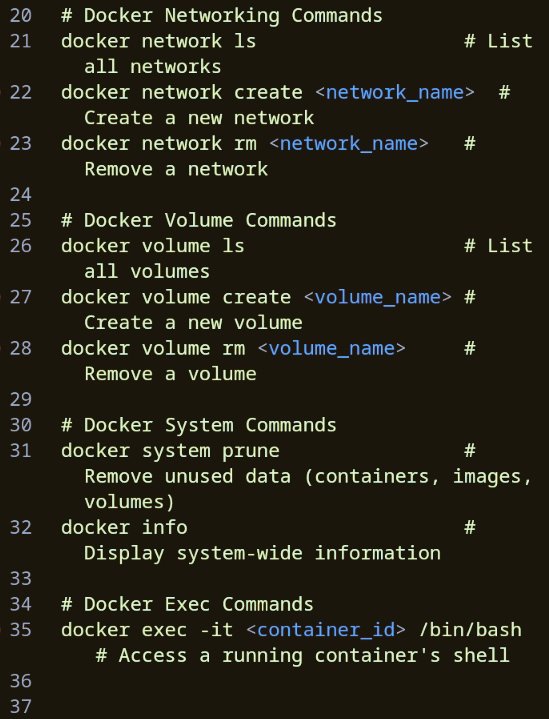 20 # Docker Networking Commands
21 docker network ls # List
all networks
22 docker network create <network_name> #
Create a new network
23 docker network rm <network_name> #
Remove a network
24
25 # Docker Volume Commands
26 docker volume ls # List
all volumes
27 docker volume create <volume_name> #
Create a new volume
28 docker volume rm <volume_name> #
Remove a volume
29
30 # Docker System Commands
31 docker system prune #
Remove unused data (containers, images,
volumes)
32 docker info #
Display system-wide information
33
34 # Docker Exec Commands
35 docker exec -it <container_id> /bin/bash
# Access a running container's shell
36
37